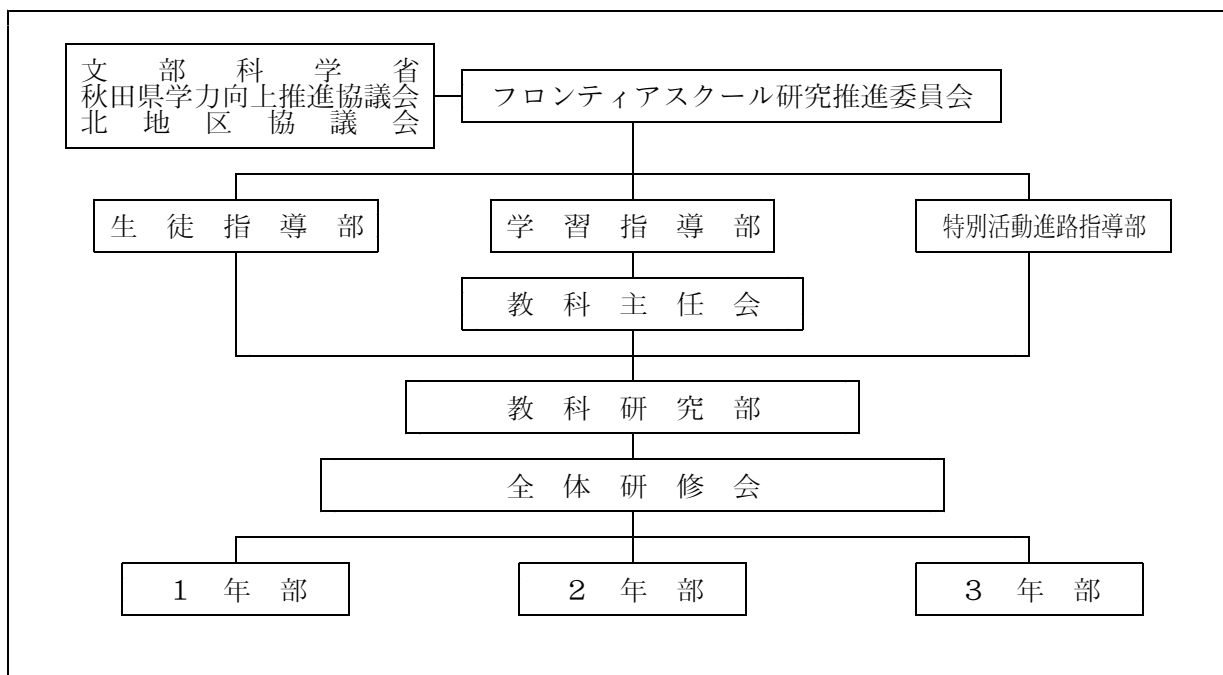 文部科学省
秋田県学力向上推進協議会
北地区協議会
フロンティアスクール研究推進委員会
生徒指導部
学習指導部
特別活動進路指導部
教科主任会
教科研究部
全体研修会
1年部
2年部
3年部